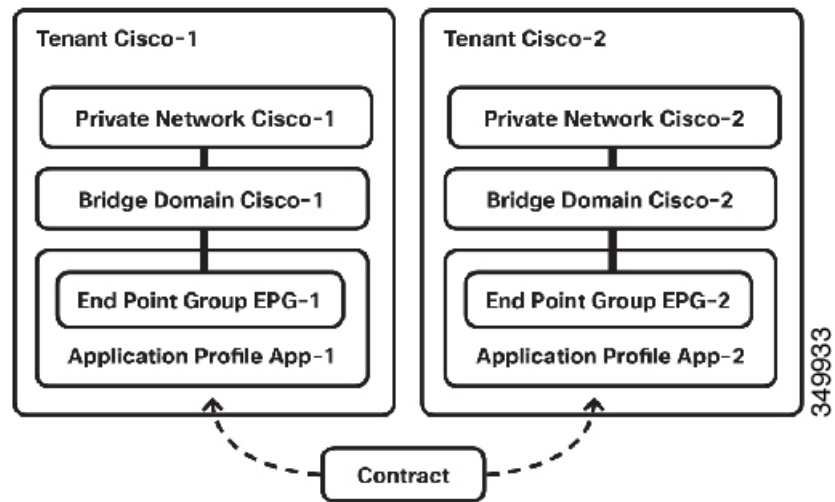 Tenant Cisco-1
Private Network Cisco-1
Bridge Domain Cisco-1
End Point Group EPG-1
Application Profile App-1
Tenant Cisco-2
Private Network Cisco-2
Bridge Domain Cisco-2
End Point Group EPG-2
Application Profile App-2
Contract
349933